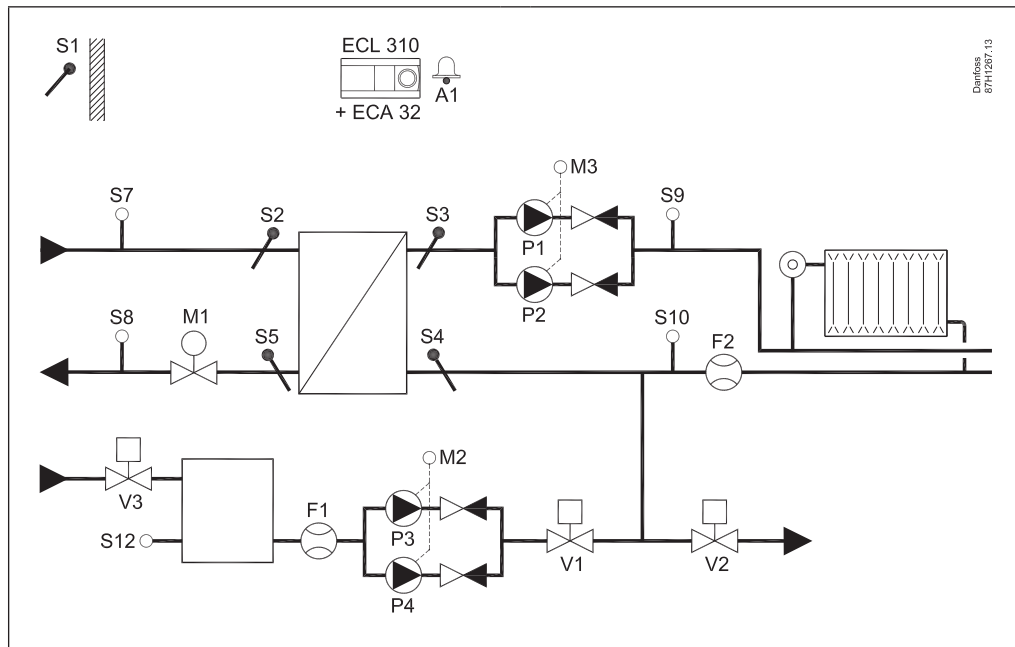 S1
ECL 310
A1
+ ECA 32
Danfoss
87H1267.13
M3
S7
S2
S3
S9
P1
P2
S8
M1
S5
S4
S10
F2
M2
V3
F1
P3
S12
V1
V2
P4